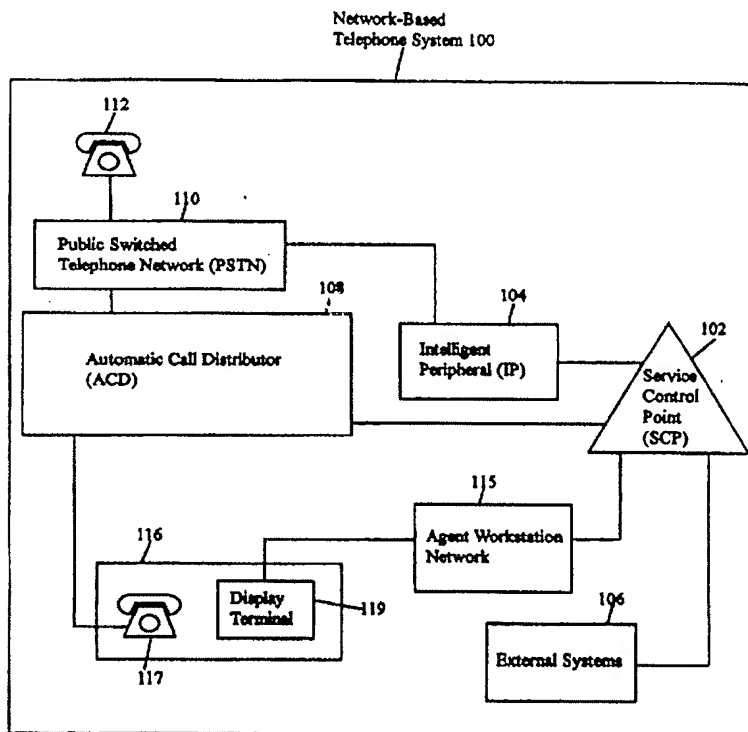 Network-Based
Telephone System 100
112
110
Public Switched
Telephone Network (PSTN)
108
Automatic Call Distributor
(ACD)
104
Intelligent
Peripheral (IP)
102
Service
Control
Point
(SCP)
115
Agent Workstation
Network
116
Display
Terminal
119
117
106
External Systems